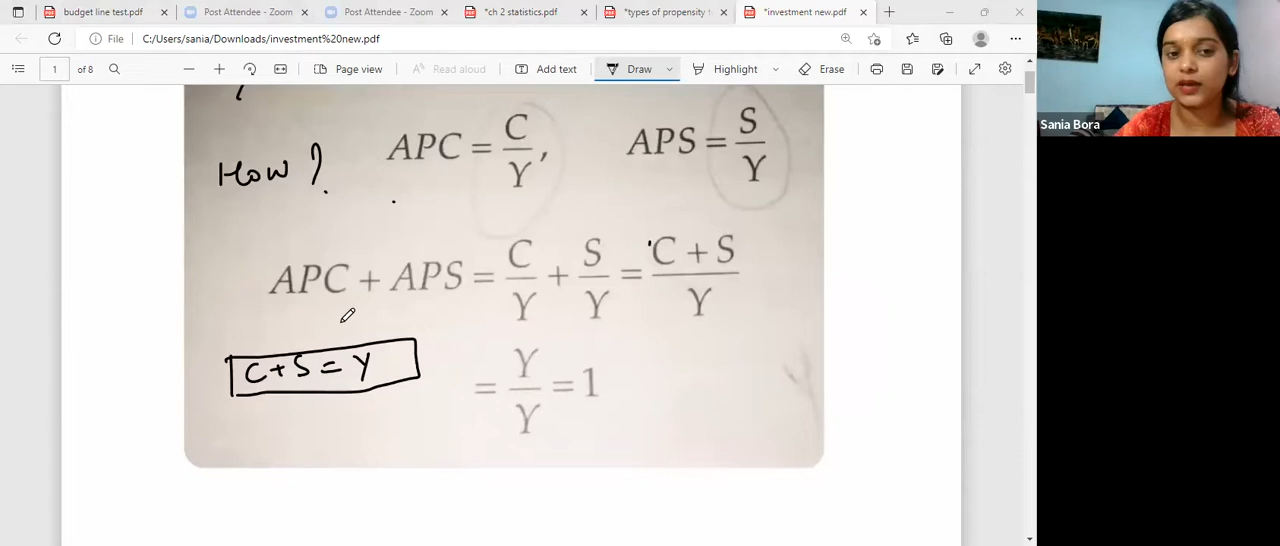 budget line test.pdf
Post Attendee - Zoom
Post Attendee - Zoom
*ch 2 statistics.pdf
*types of propensity
*investment new.pdf
File
C:/Users/sania/Downloads/investment%20new.pdf
1 of 8
Page view
Read aloud
Add text
Draw
Highlight
Erase
Sania Bora
How ?
APC = C/Y, APS = S/Y
APC + APS = C/Y + S/Y = C + S/Y
C+S = Y
= Y/Y = 1